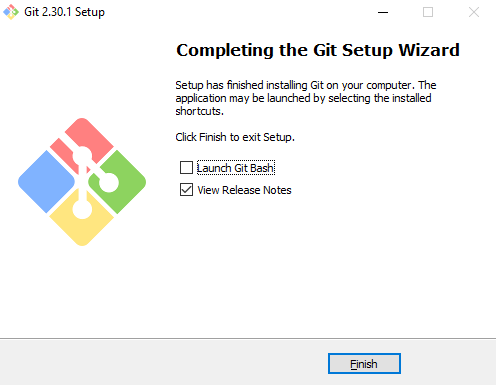 Git 2.30.1 Setup
Completing the Git Setup Wizard
Setup has finished installing Git on your computer. The
application may be launched by selecting the installed
shortcuts.
Click Finish to exit Setup.
Launch Git Bash
View Release Notes
Finish